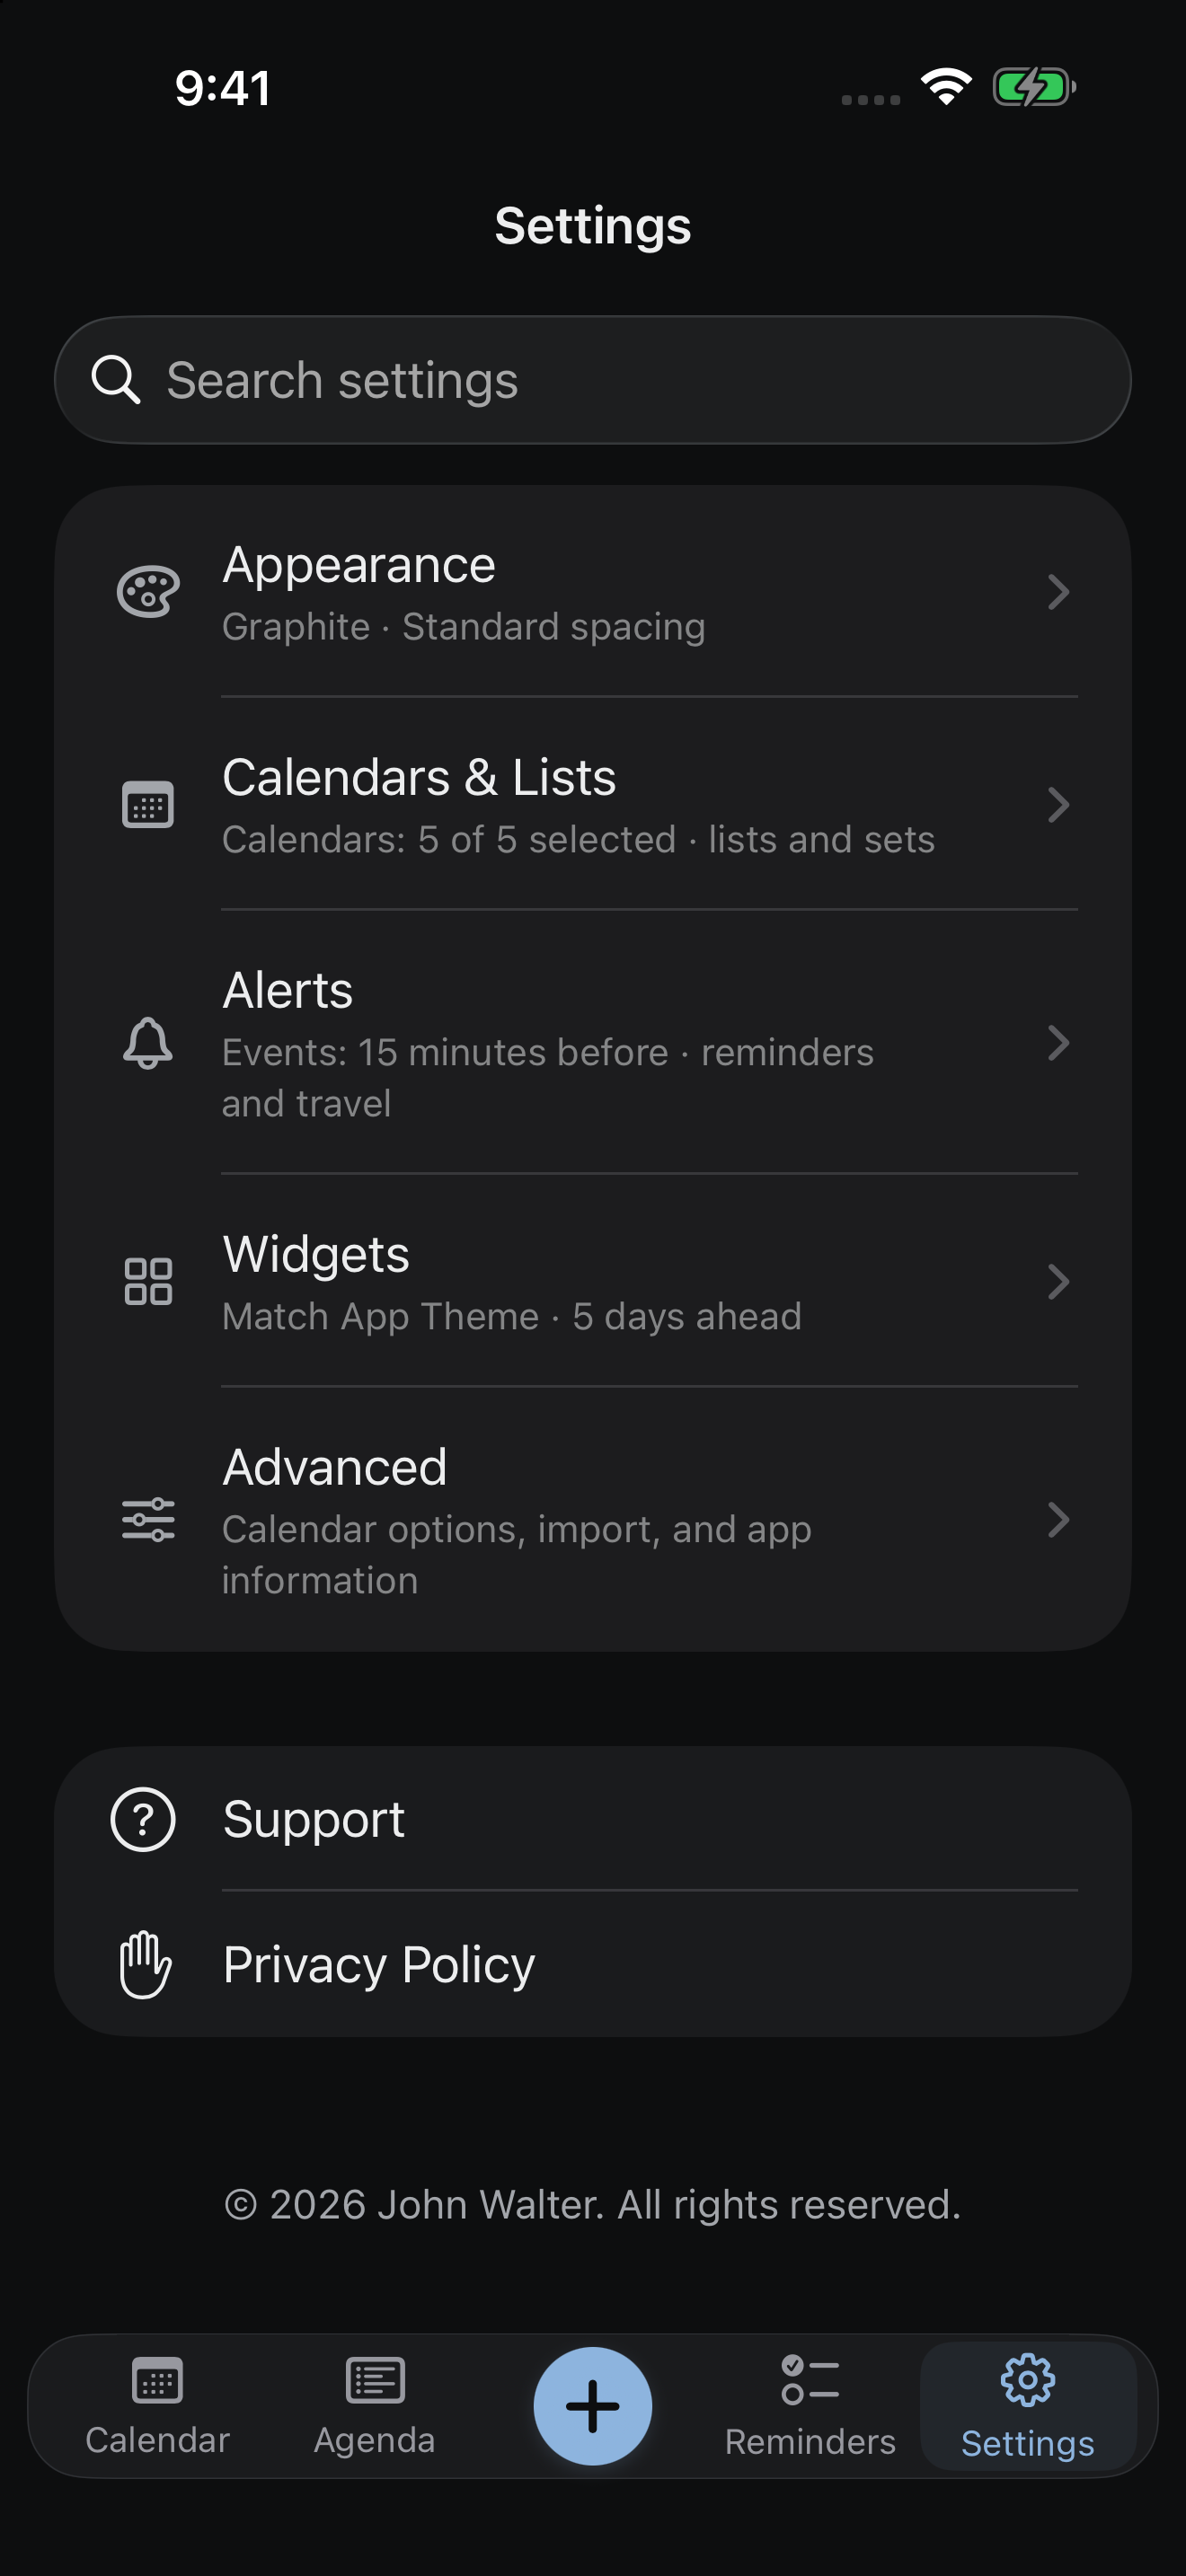 9:41
Settings
Search settings
Appearance
Graphite · Standard spacing
Calendars & Lists
Calendars: 5 of 5 selected · lists and sets
Alerts
Events: 15 minutes before · reminders
and travel
Widgets
Match App Theme · 5 days ahead
Advanced
Calendar options, import, and app
information
Support
Privacy Policy
© 2026 John Walter. All rights reserved.
Calendar
Agenda
Reminders
Settings